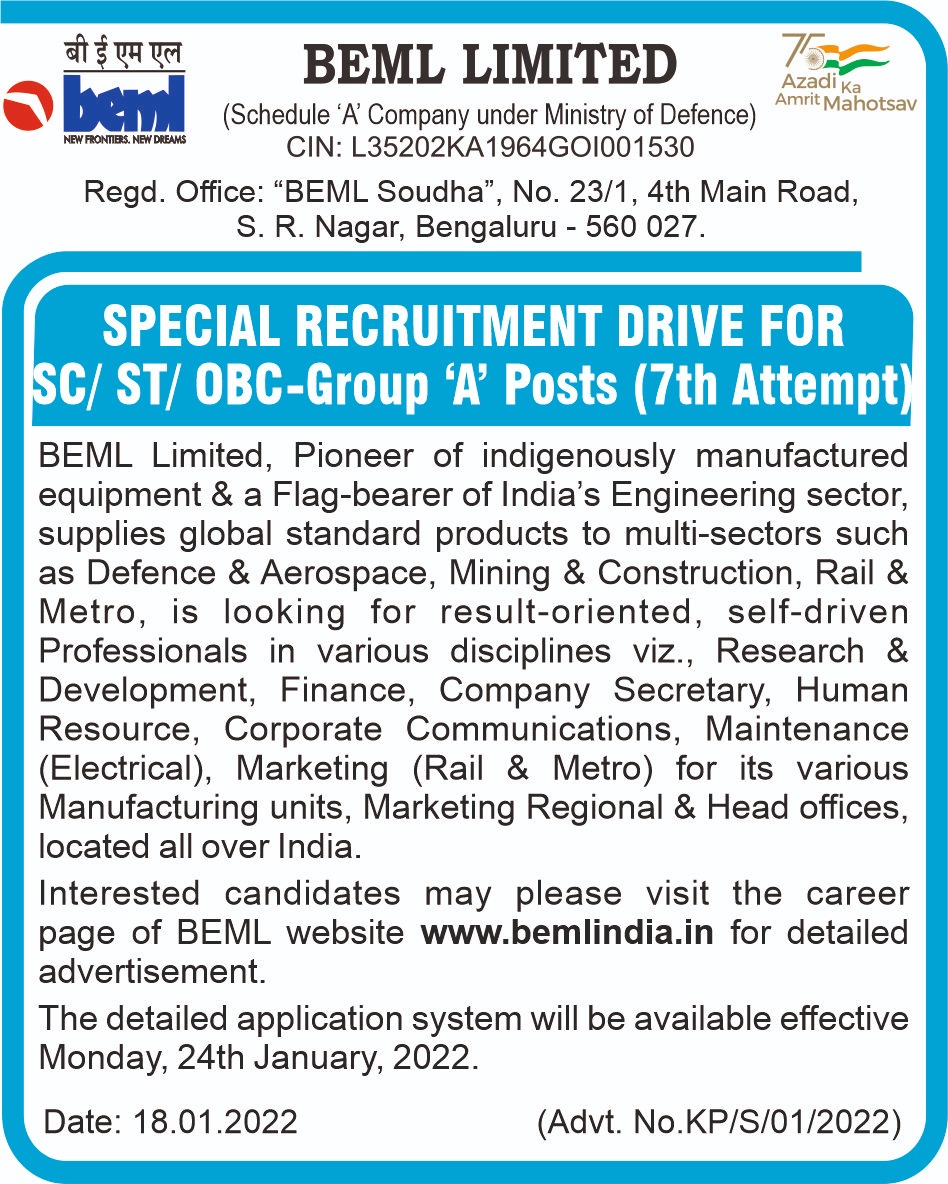 बी ई एम एल
beml
NEW FRONTIERS. NEW DREAMS
BEML LIMITED
(Schedule ‘A’ Company under Ministry of Defence)
CIN: L35202KA1964GOI001530
75
Azadi Ka
Amrit Mahotsav
Regd. Office: “BEML Soudha”, No. 23/1, 4th Main Road,
S. R. Nagar, Bengaluru - 560 027.
SPECIAL RECRUITMENT DRIVE FOR
SC/ ST/ OBC-Group ‘A’ Posts (7th Attempt)
BEML Limited, Pioneer of indigenously manufactured
equipment & a Flag-bearer of India’s Engineering sector,
supplies global standard products to multi-sectors such
as Defence & Aerospace, Mining & Construction, Rail &
Metro, is looking for result-oriented, self-driven
Professionals in various disciplines viz., Research &
Development, Finance, Company Secretary, Human
Resource, Corporate Communications, Maintenance
(Electrical), Marketing (Rail & Metro) for its various
Manufacturing units, Marketing Regional & Head offices,
located all over India.
Interested candidates may please visit the career
page of BEML website www.bemlindia.in for detailed
advertisement.
The detailed application system will be available effective
Monday, 24th January, 2022.
Date: 18.01.2022 (Advt. No.KP/S/01/2022)